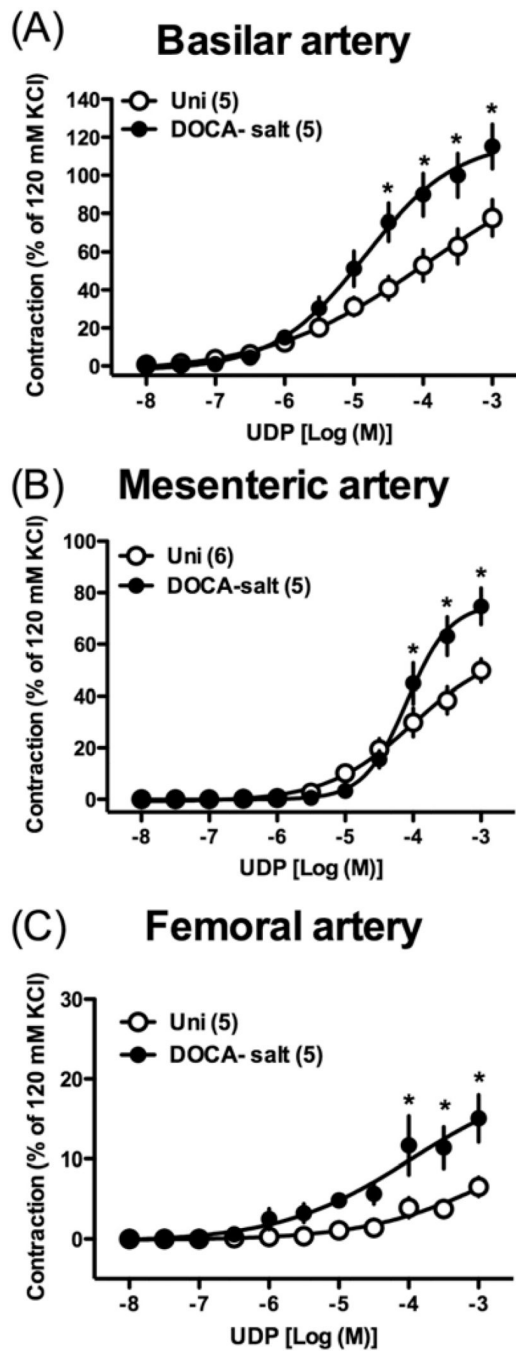 (A) Basilar artery
Uni (5)
DOCA- salt (5)
Contraction (% of 120 mM KCl)
140
120
100
80
60
40
20
0
* * * *
-8 -7 -6 -5 -4 -3
UDP [Log (M)]
(B) Mesenteric artery
Uni (6)
DOCA-salt (5)
Contraction (% of 120 mM KCl)
100
80
60
40
20
0
* * *
-8 -7 -6 -5 -4 -3
UDP [Log (M)]
(C) Femoral artery
Uni (5)
DOCA- salt (5)
Contraction (% of 120 mM KCl)
30
20
10
0
* * *
-8 -7 -6 -5 -4 -3
UDP [Log (M)]